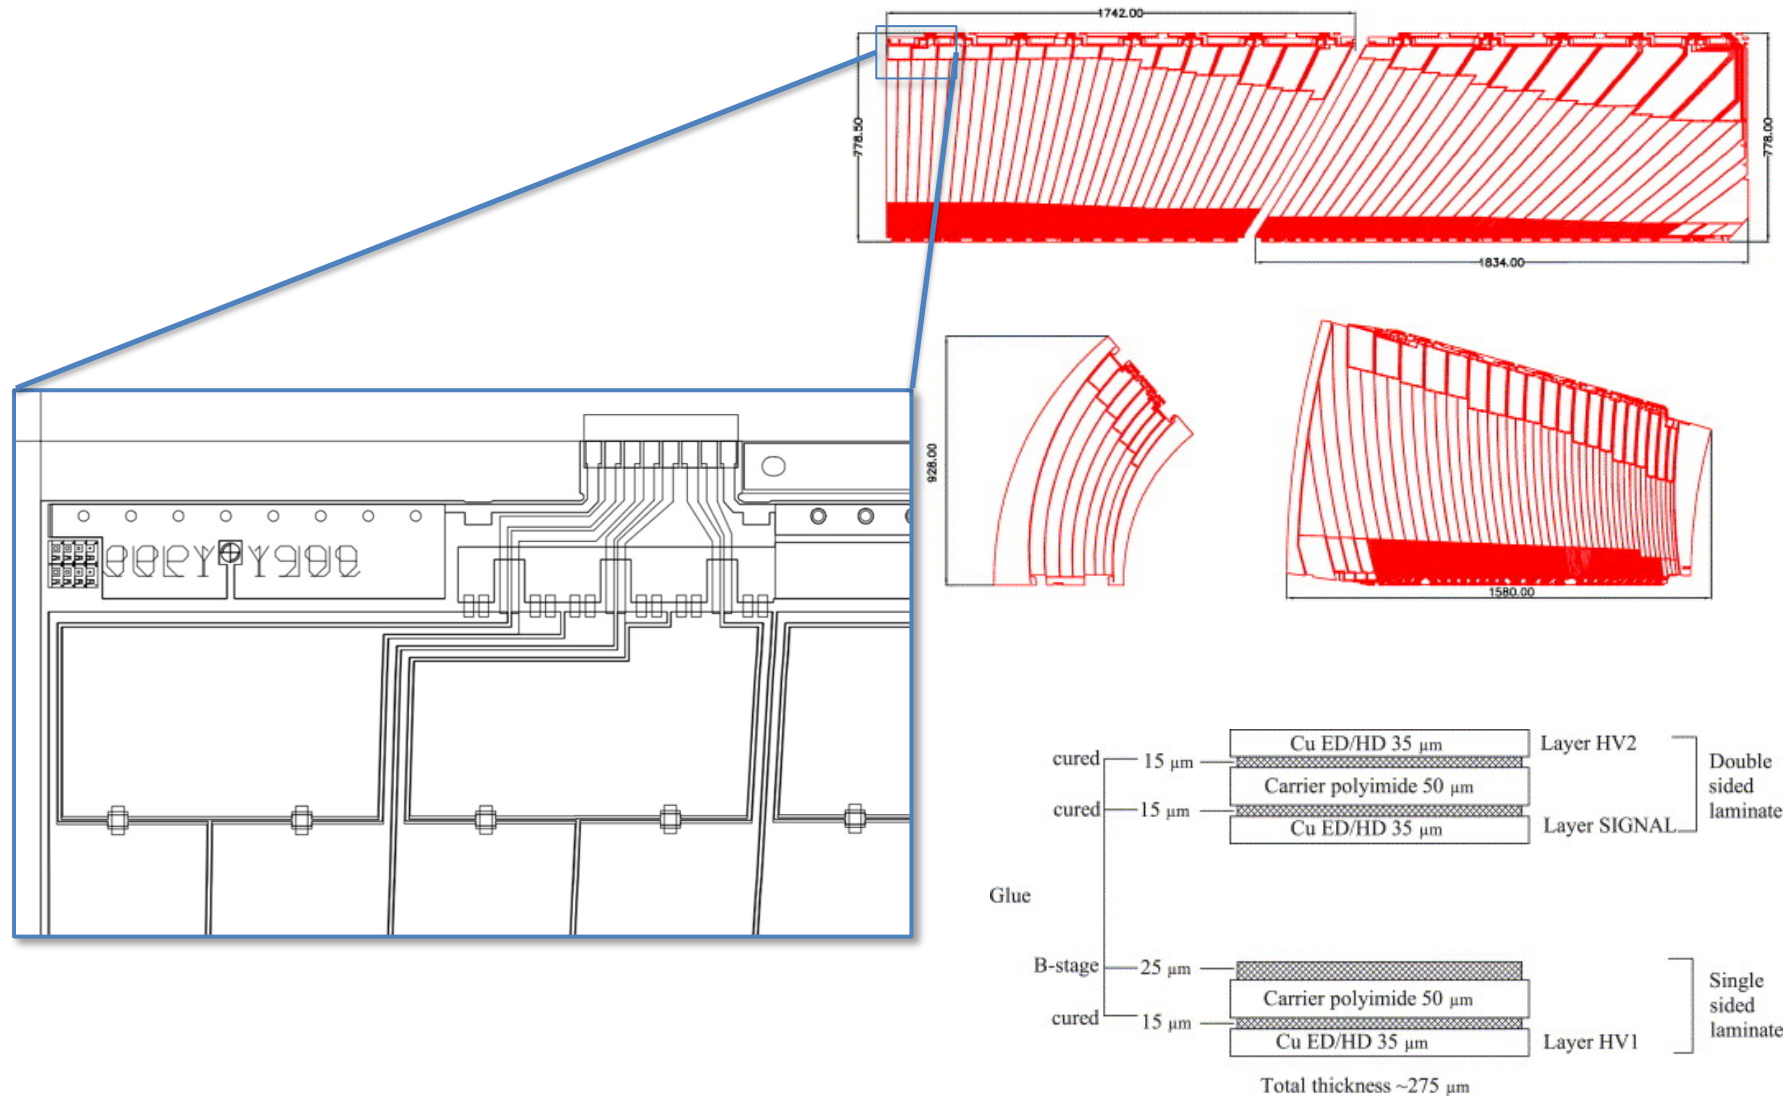 1742.00
778.50
778.00
1834.00
928.00
1580.00
Cu ED/HD 35 μm
Layer HV2
cured
15 μm
Carrier polyimide 50 μm
Double
sided
laminate
cured
15 μm
Cu ED/HD 35 μm
Layer SIGNAL
Glue
B-stage
25 μm
Carrier polyimide 50 μm
Single
sided
laminate
cured
15 μm
Cu ED/HD 35 μm
Layer HV1
Total thickness ~275 μm